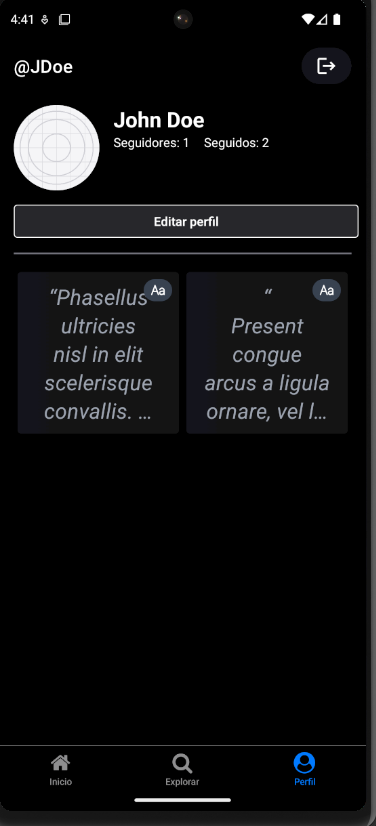 4:41
@JDoe
John Doe
Seguidores: 1 Seguidos: 2
Editar perfil
“Phasellus
ultricies
nisl in elit
scelerisque
convallis. ...
Aa
“
Present
congue
arcus a ligula
ornare, vel l...
Aa
Inicio
Explorar
Perfil